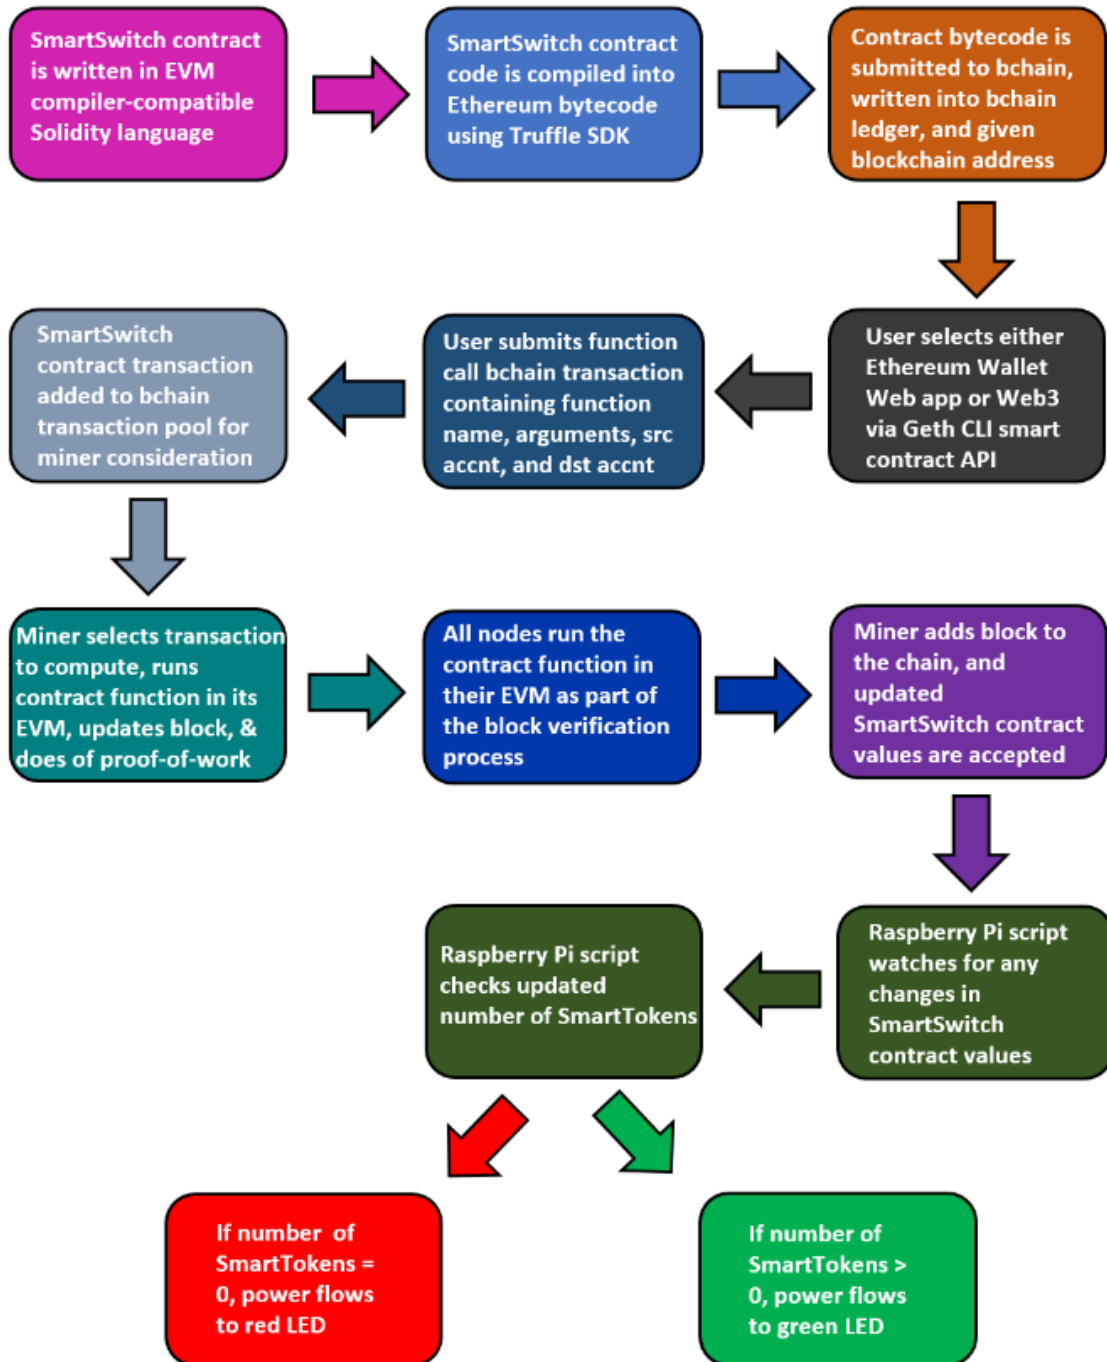 SmartSwitch contract
is written in EVM
compiler-compatible
Solidity language
SmartSwitch contract
code is compiled into
Ethereum bytecode
using Truffle SDK
Contract bytecode is
submitted to bchain,
written into bchain
ledger, and given
blockchain address
User selects either
Ethereum Wallet
Web app or Web3
via Geth CLI smart
contract API
User submits function
call bchain transaction
containing function
name, arguments, src
accnt, and dst accnt
SmartSwitch
contract transaction
added to bchain
transaction pool for
miner consideration
Miner selects transaction
to compute, runs
contract function in its
EVM, updates block, &
does of proof-of-work
All nodes run the
contract function in
their EVM as part of
the block verification
process
Miner adds block to
the chain, and
updated
SmartSwitch contract
values are accepted
Raspberry Pi script
watches for any
changes in
SmartSwitch
contract values
Raspberry Pi script
checks updated
number of SmartTokens
If number of
SmartTokens =
0, power flows
to red LED
If number of
SmartTokens >
0, power flows
to green LED